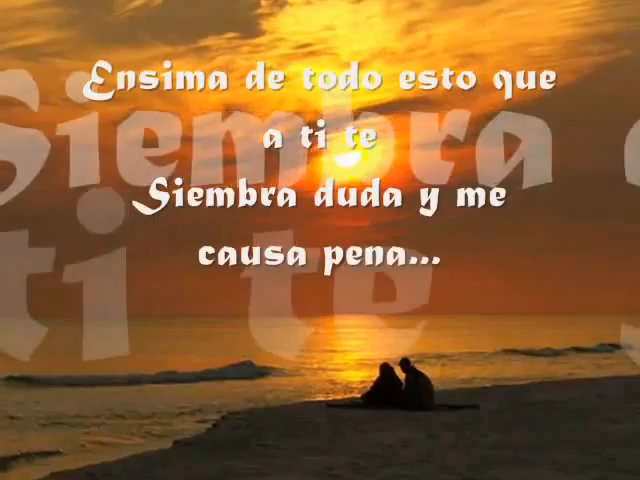 Ensima de todo esto que
a ti te
Siembra duda y me
causa pena...
Siembra
ti te